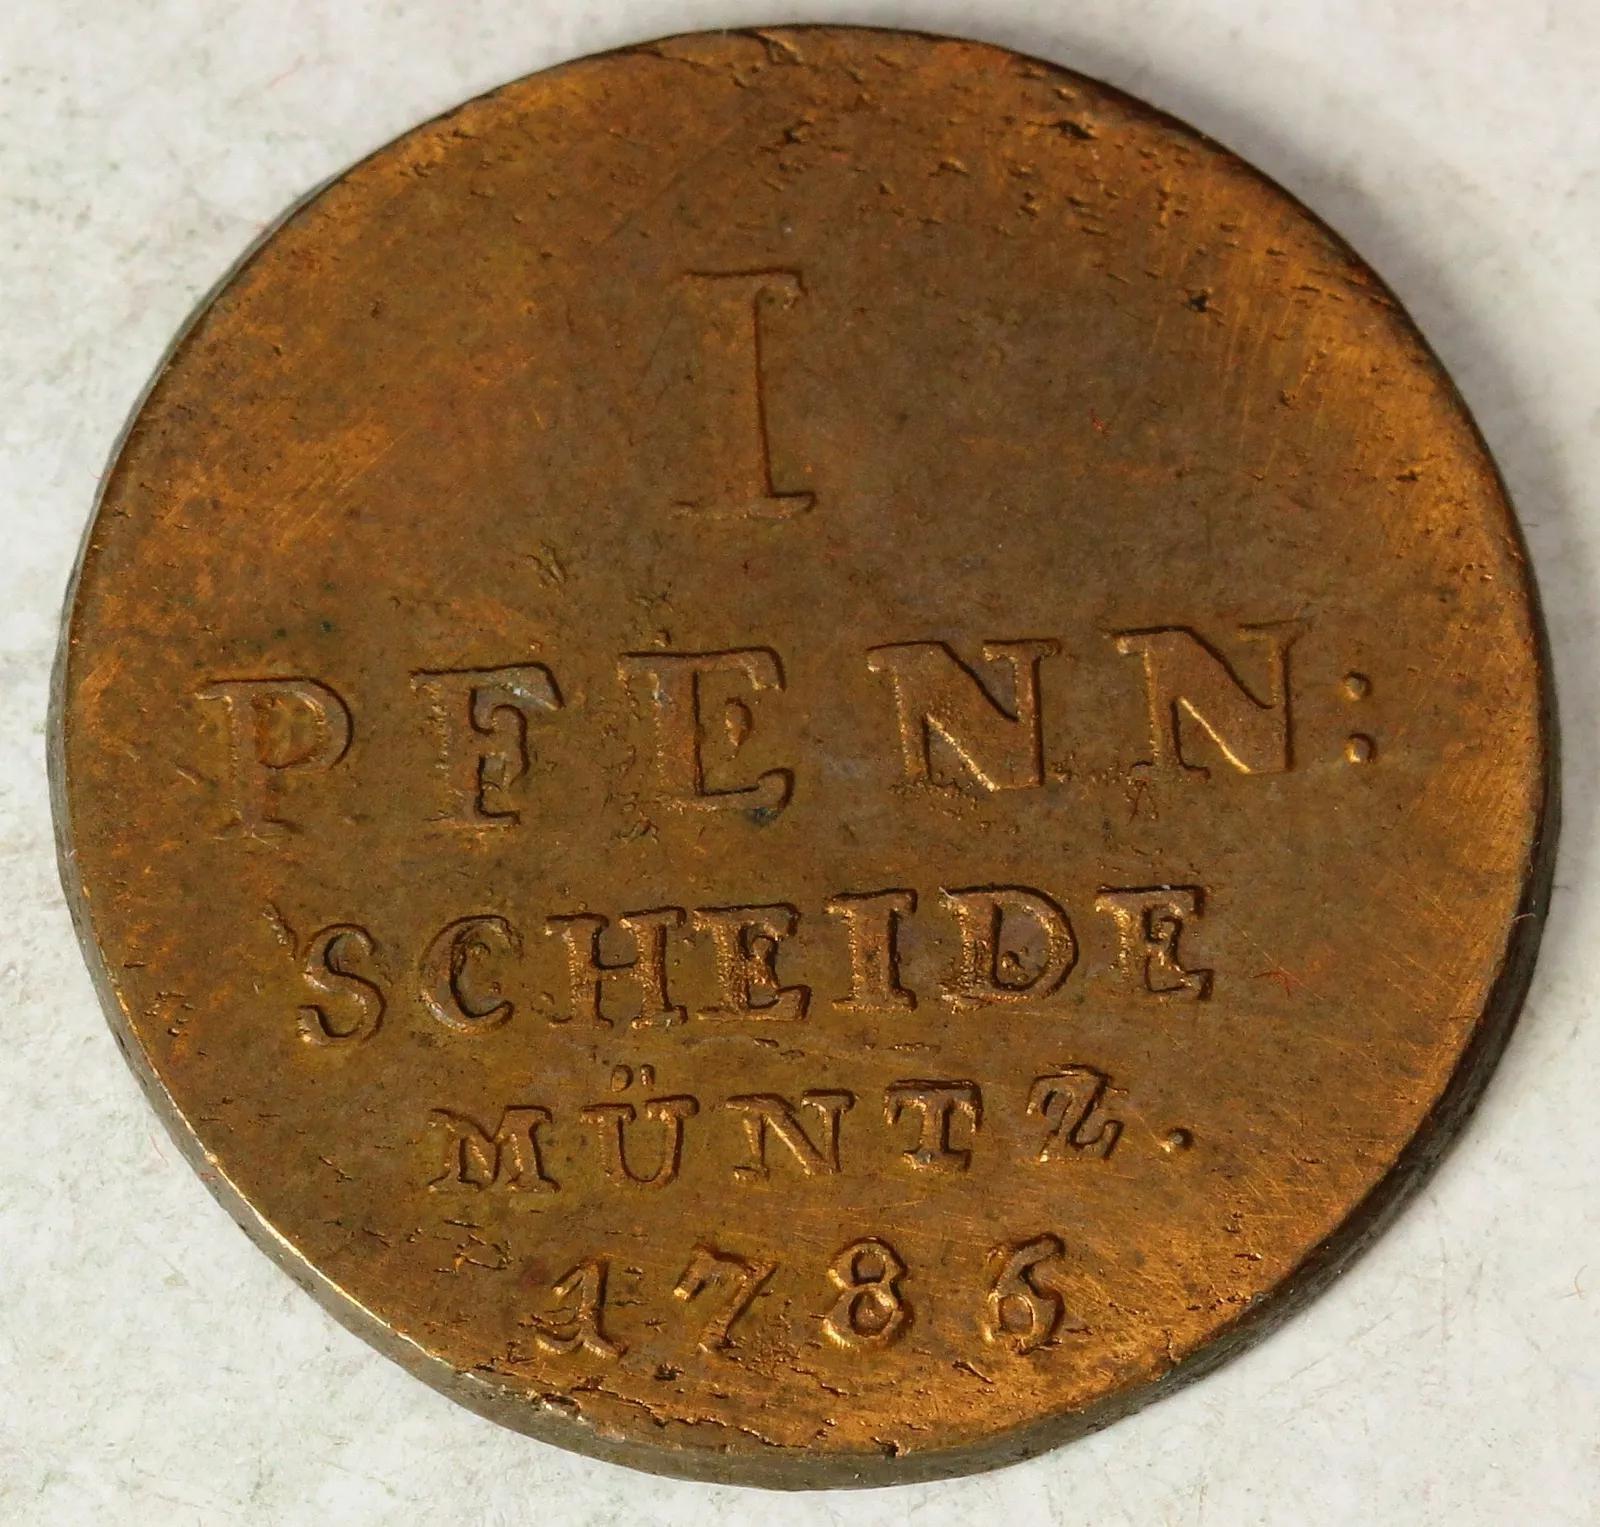 I
PFENN:
SCHEIDE
MÜNTZ.
1786